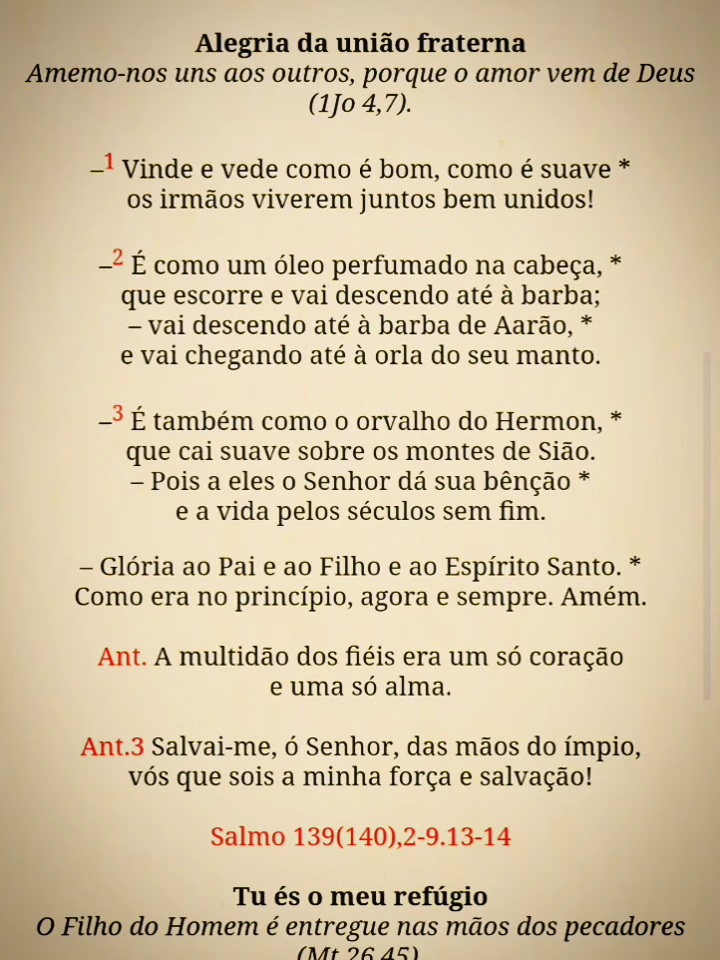 Alegria da união fraterna
Amemo-nos uns aos outros, porque o amor vem de Deus
(1Jo 4,7).
–1 Vinde e vede como é bom, como é suave *
os irmãos viverem juntos bem unidos!
–2 É como um óleo perfumado na cabeça, *
que escorre e vai descendo até à barba;
– vai descendo até à barba de Aarão, *
e vai chegando até à orla do seu manto.
–3 É também como o orvalho do Hermon, *
que cai suave sobre os montes de Sião.
– Pois a eles o Senhor dá sua bênção *
e a vida pelos séculos sem fim.
– Glória ao Pai e ao Filho e ao Espírito Santo. *
Como era no princípio, agora e sempre. Amém.
Ant. A multidão dos fiéis era um só coração
e uma só alma.
Ant.3 Salvai-me, ó Senhor, das mãos do ímpio,
vós que sois a minha força e salvação!
Salmo 139(140),2-9.13-14
Tu és o meu refúgio
O Filho do Homem é entregue nas mãos dos pecadores
(Mt 26,45)